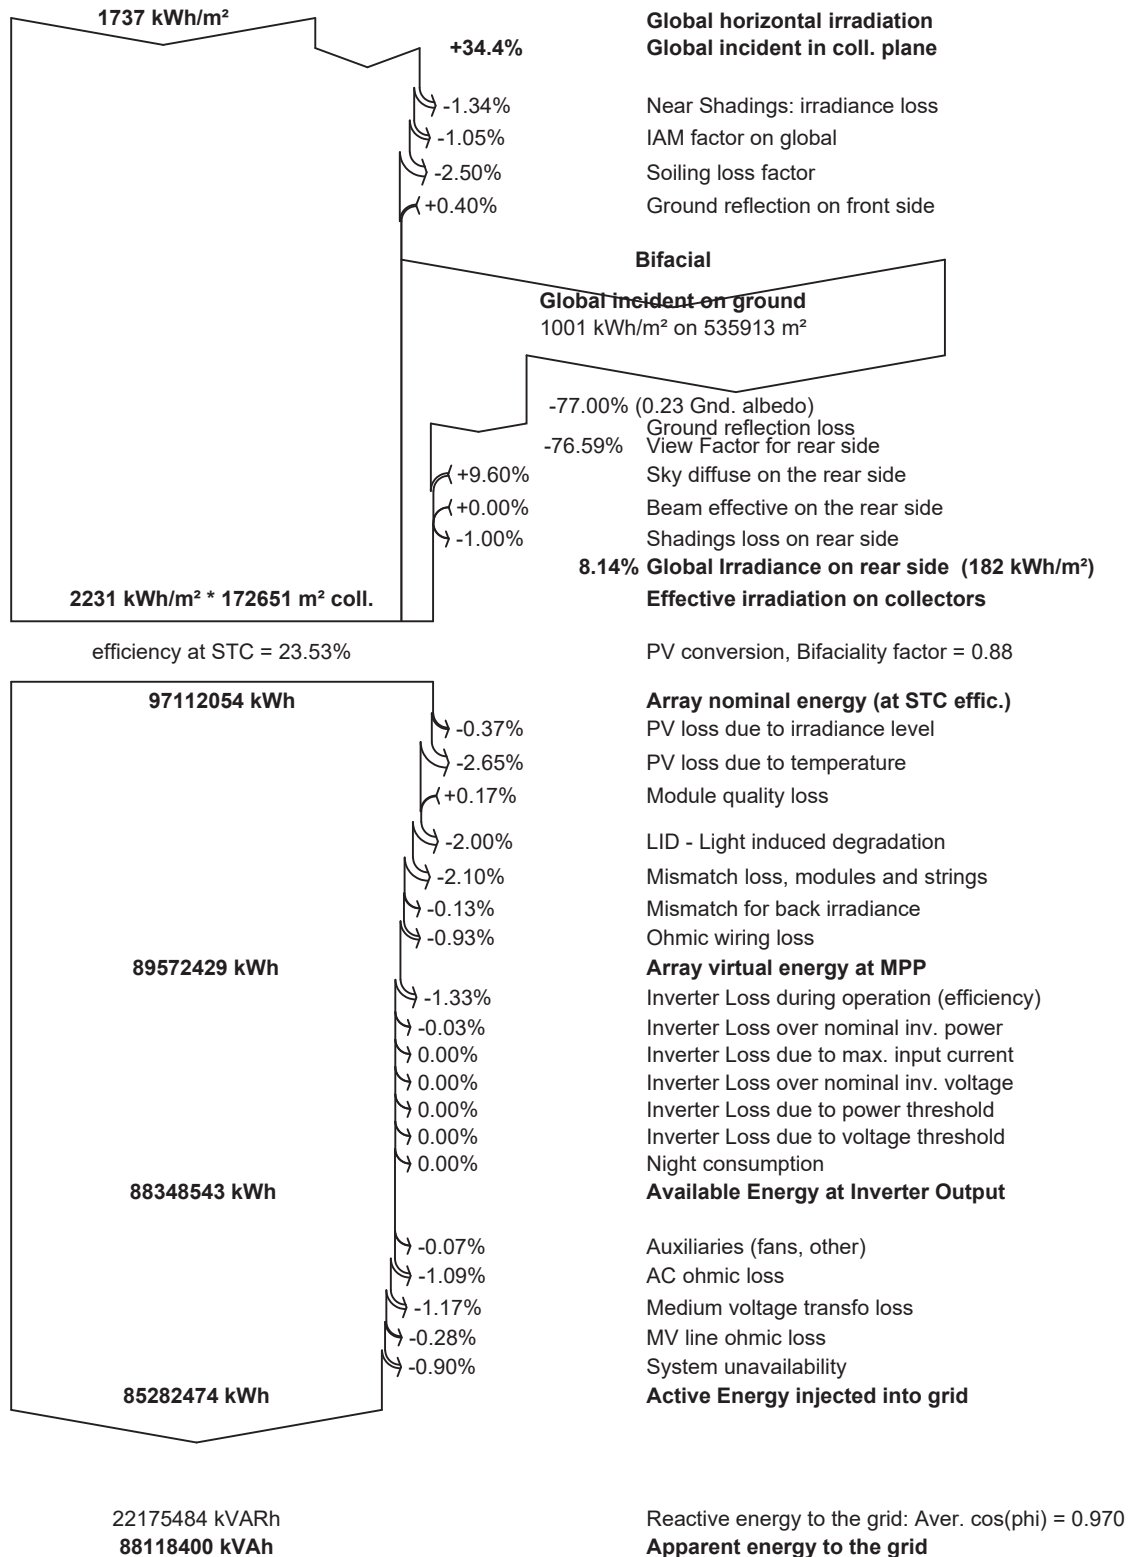 1737 kWh/m² Global horizontal irradiation
+34.4% Global incident in coll. plane
-1.34% Near Shadings: irradiance loss
-1.05% IAM factor on global
-2.50% Soiling loss factor
+0.40% Ground reflection on front side
Bifacial
Global incident on ground
1001 kWh/m² on 535913 m²
-77.00% (0.23 Gnd. albedo)
Ground reflection loss
-76.59% View Factor for rear side
+9.60% Sky diffuse on the rear side
+0.00% Beam effective on the rear side
-1.00% Shadings loss on rear side
8.14% Global Irradiance on rear side (182 kWh/m²)
2231 kWh/m² * 172651 m² coll. Effective irradiation on collectors
efficiency at STC = 23.53% PV conversion, Bifaciality factor = 0.88
97112054 kWh Array nominal energy (at STC effic.)
-0.37% PV loss due to irradiance level
-2.65% PV loss due to temperature
+0.17% Module quality loss
-2.00% LID - Light induced degradation
-2.10% Mismatch loss, modules and strings
-0.13% Mismatch for back irradiance
-0.93% Ohmic wiring loss
89572429 kWh Array virtual energy at MPP
-1.33% Inverter Loss during operation (efficiency)
-0.03% Inverter Loss over nominal inv. power
0.00% Inverter Loss due to max. input current
0.00% Inverter Loss over nominal inv. voltage
0.00% Inverter Loss due to power threshold
0.00% Inverter Loss due to voltage threshold
0.00% Night consumption
88348543 kWh Available Energy at Inverter Output
-0.07% Auxiliaries (fans, other)
-1.09% AC ohmic loss
-1.17% Medium voltage transfo loss
-0.28% MV line ohmic loss
-0.90% System unavailability
85282474 kWh Active Energy injected into grid
22175484 kVARh Reactive energy to the grid: Aver. cos(phi) = 0.970
88118400 kVAh Apparent energy to the grid